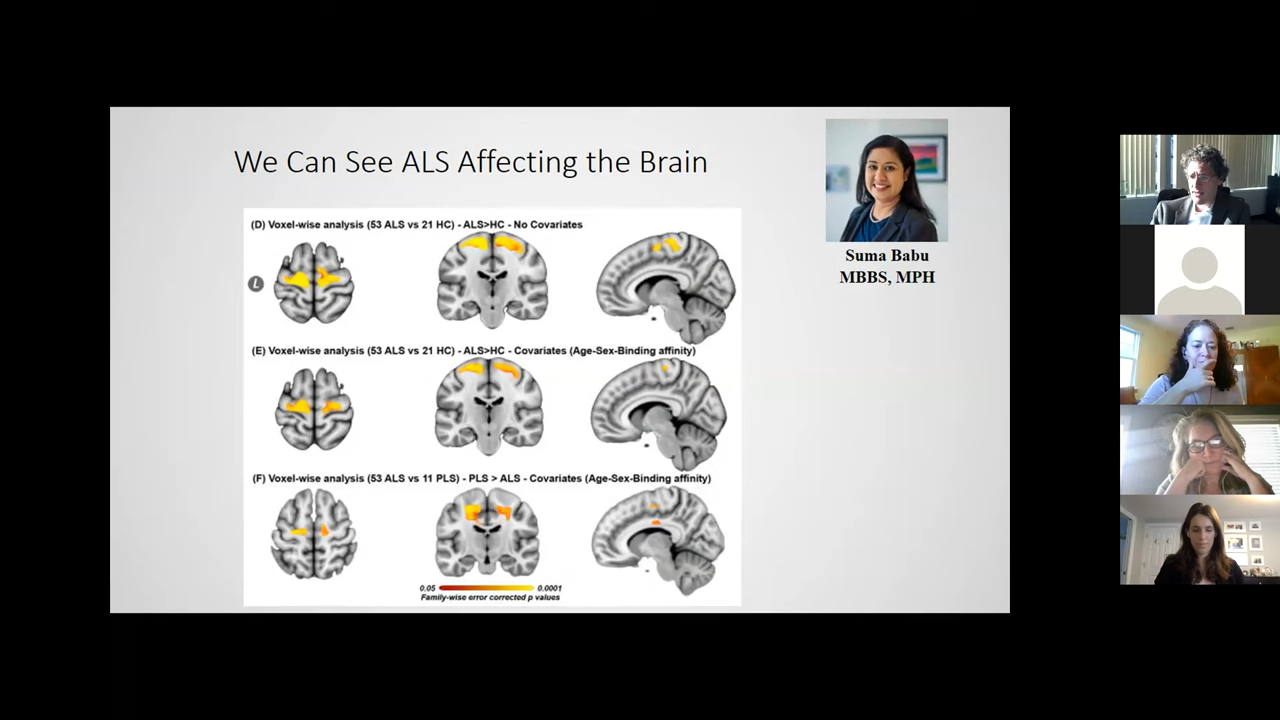 We Can See ALS Affecting the Brain
Suma Babu
MBBS, MPH
(D) Voxel-wise analysis (53 ALS vs 21 HC) - ALS>HC - No Covariates
L
(E) Voxel-wise analysis (53 ALS vs 21 HC) - ALS>HC - Covariates (Age-Sex-Binding affinity)
(F) Voxel-wise analysis (53 ALS vs 11 PLS) - PLS > ALS - Covariates (Age-Sex-Binding affinity)
0.05 0.0001
Family-wise error corrected p values